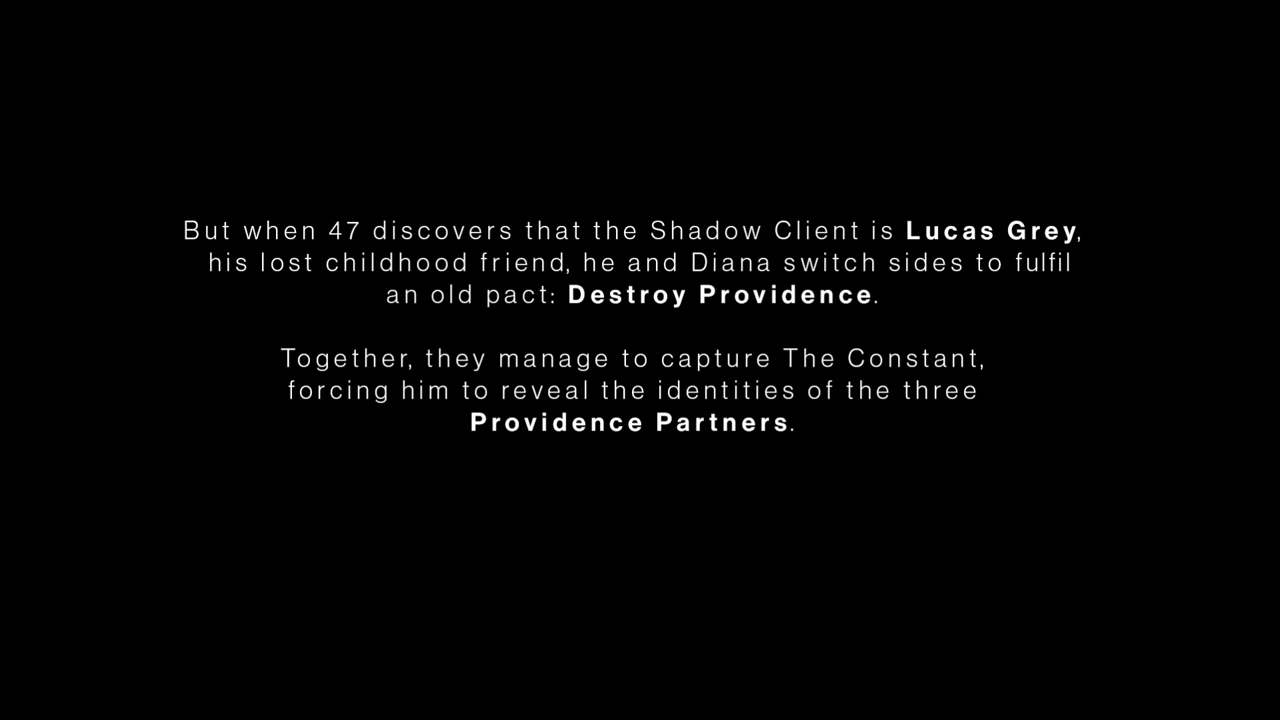 But when 47 discovers that the Shadow Client is Lucas Grey,
his lost childhood friend, he and Diana switch sides to fulfil
an old pact: Destroy Providence.
Together, they manage to capture The Constant,
forcing him to reveal the identities of the three
Providence Partners.